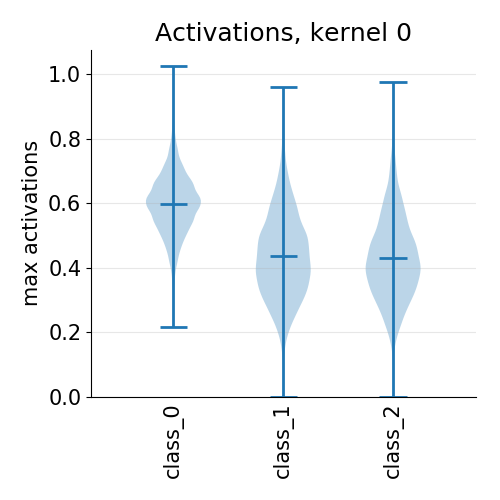 Activations, kernel 0
max activations
1.0
0.8
0.6
0.4
0.2
0.0
class_0
class_1
class_2